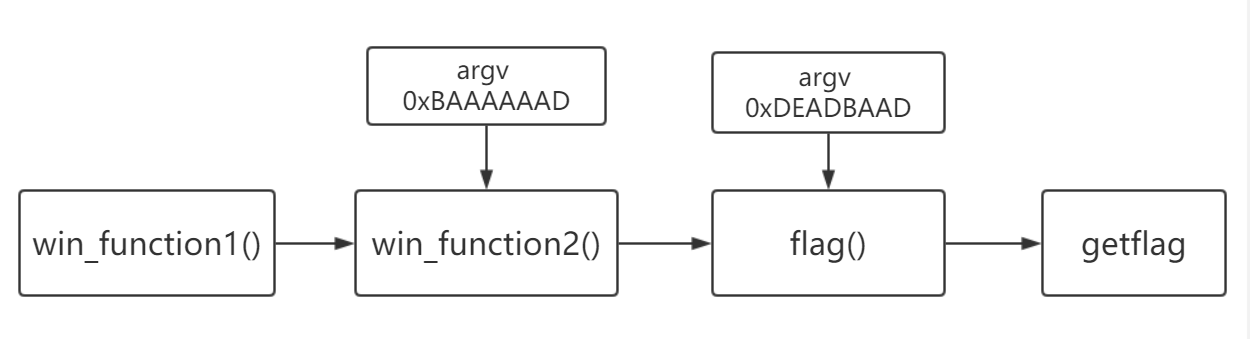 argv
0xBAAAAAAD
argv
0xDEADBAAD
win_function1()
win_function2()
flag()
getflag